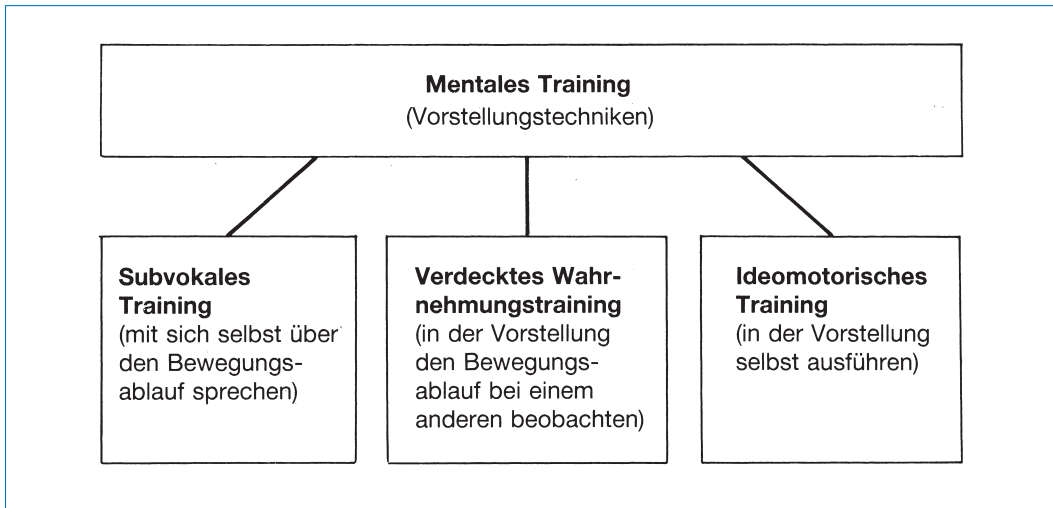 Mentales Training
(Vorstellungstechniken)
Subvokales
Training
(mit sich selbst über
den Bewegungs-
ablauf sprechen)
Verdecktes Wahr-
nehmungstraining
(in der Vorstellung
den Bewegungs-
ablauf bei einem
anderen beobachten)
Ideomotorisches
Training
(in der Vorstellung
selbst ausführen)